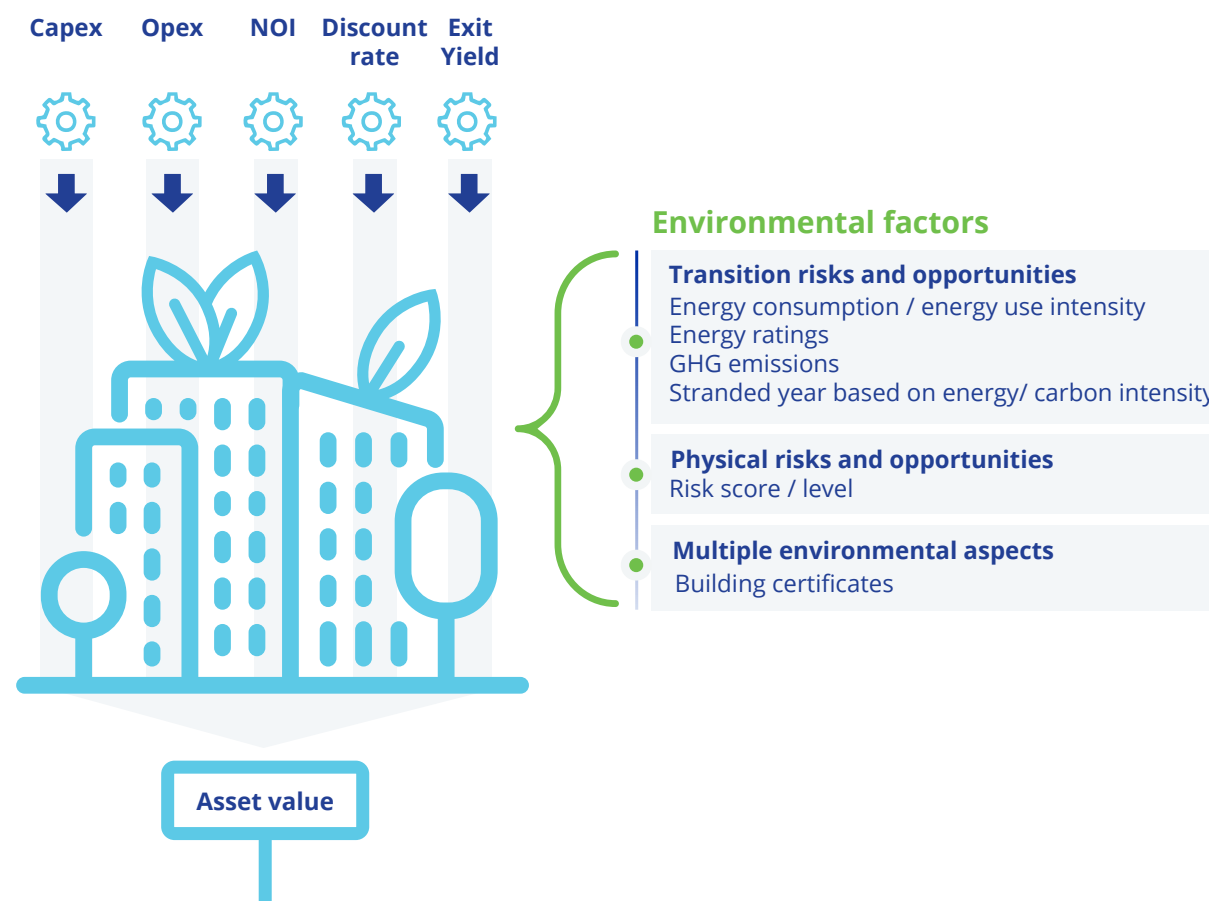 Capex Opex NOI Discount rate Exit Yield
Environmental factors
Transition risks and opportunities
Energy consumption / energy use intensity
Energy ratings
GHG emissions
Stranded year based on energy/ carbon intensity
Physical risks and opportunities
Risk score / level
Multiple environmental aspects
Building certificates
Asset value